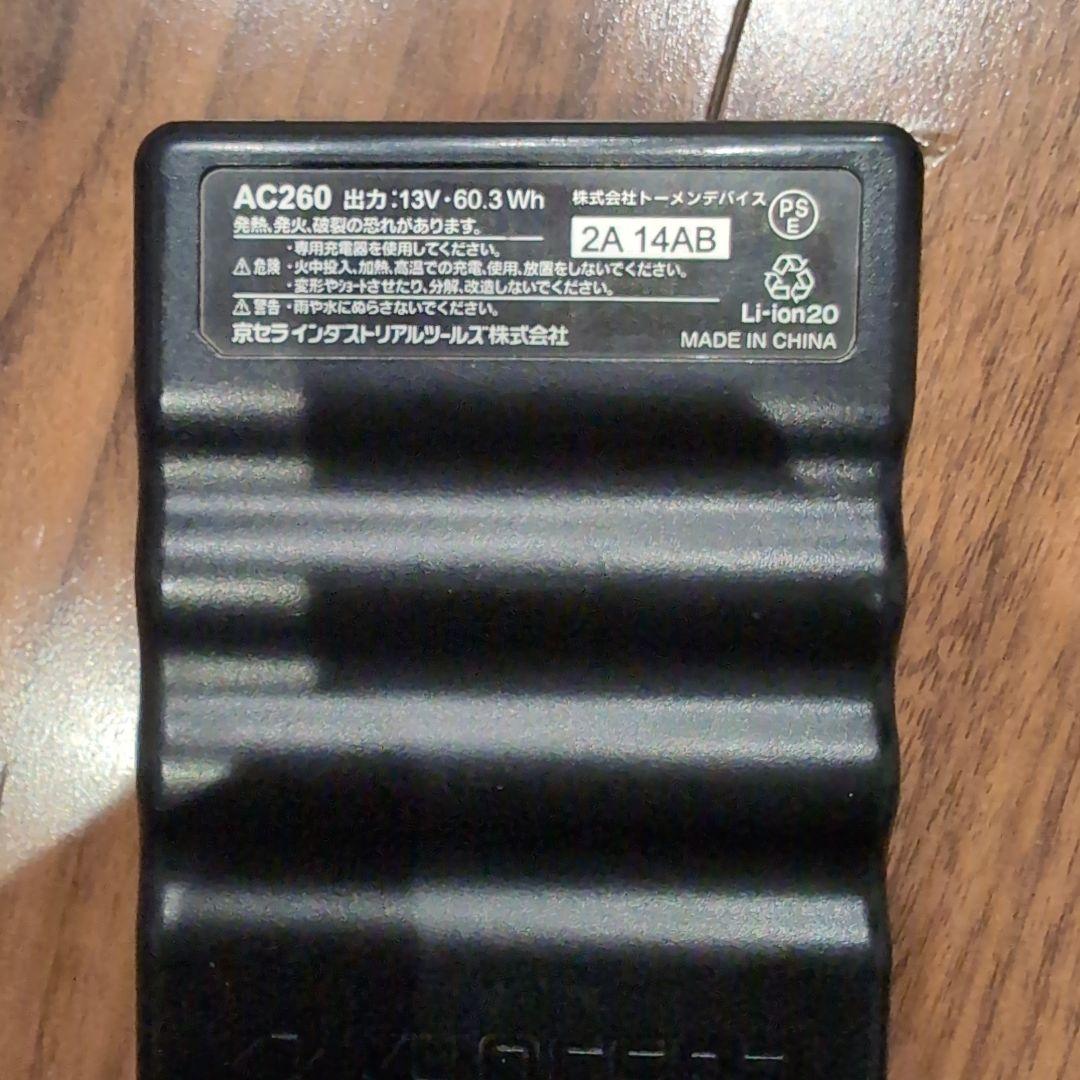 AC260 出力:13V・60.3Wh
発熱、発火、破裂の恐れがあります。
・専用充電器を使用してください。
⚠危険・火中投入、加熱、高温での充電、使用、放置をしないでください。
・変形やショートさせたり、分解、改造しないでください。
⚠警告・雨や水にぬらさないでください。
京セラインダストリアルツールズ株式会社
株式会社トーメンデバイス
2A 14AB
PS
E
Li-ion20
MADE IN CHINA